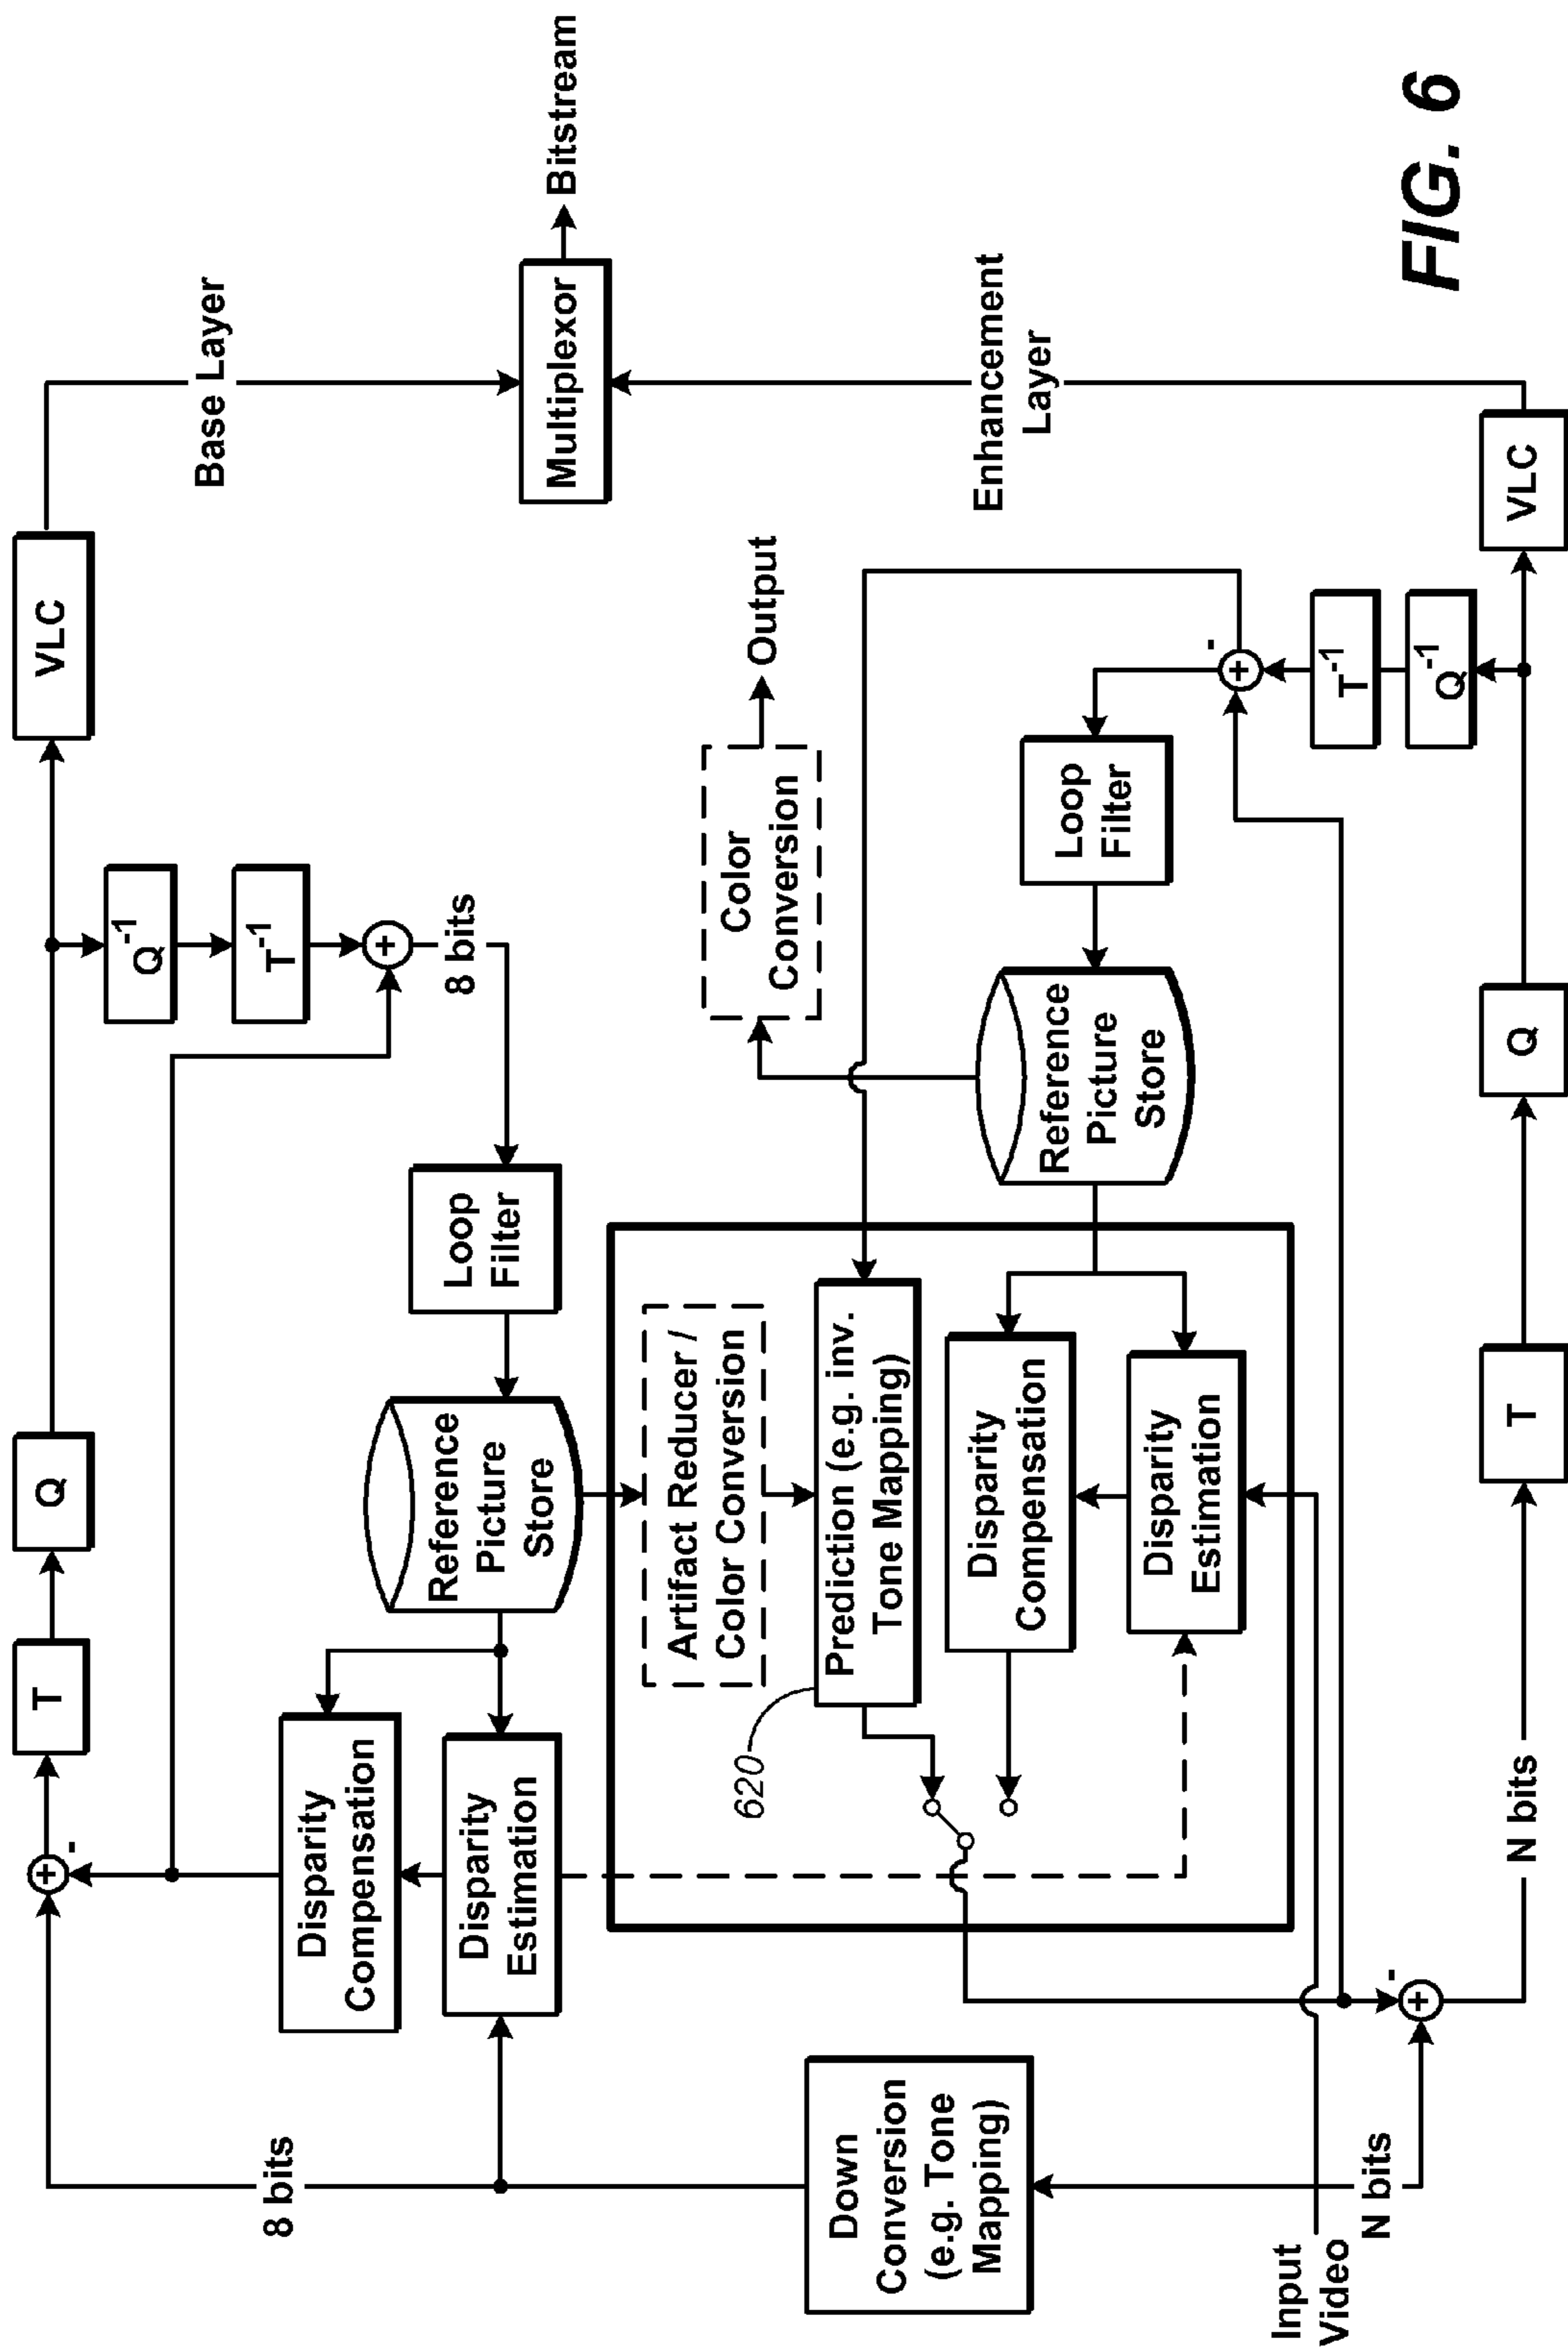 8 bits
Down
Conversion
(e.g. Tone
Mapping)
Input
Video
N bits
+
-
Disparity
Compensation
Disparity
Estimation
T
Q
VLC
Q-1
T-1
+
8 bits
Loop
Filter
Reference
Picture
Store
Base Layer
Multiplexor
Bitstream
Enhancement
Layer
Artifact Reducer /
Color Conversion
620
Prediction (e.g. inv.
Tone Mapping)
Disparity
Compensation
Disparity
Estimation
Color
Conversion
Output
Reference
Picture
Store
Loop
Filter
+
-
T-1
Q-1
+
-
N bits
T
Q
VLC
FIG. 6